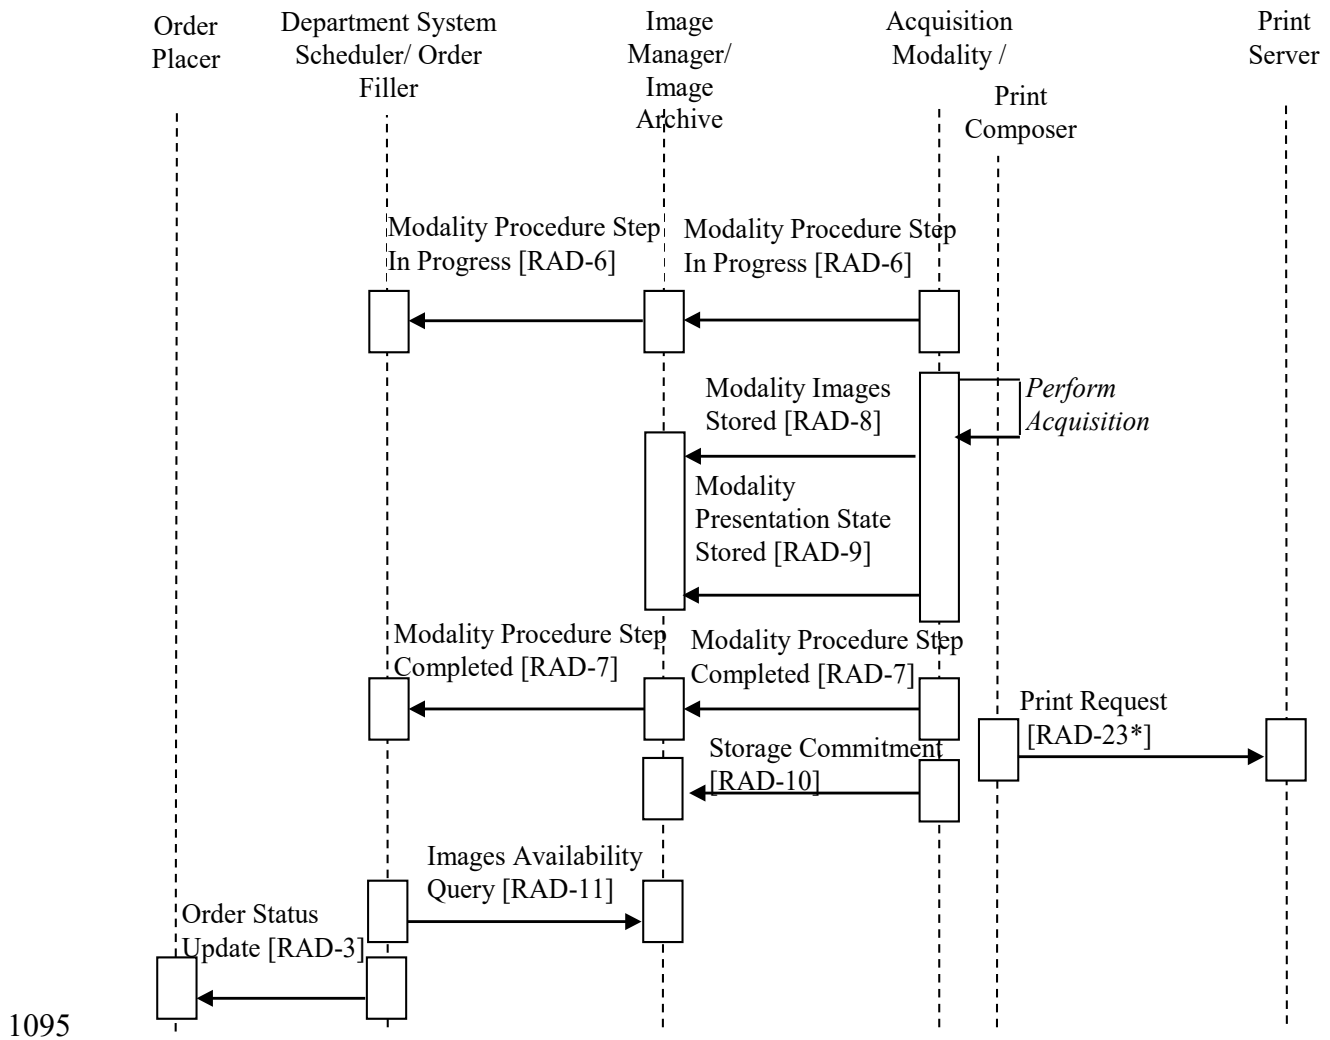 Order
Placer
Department System
Scheduler/ Order
Filler
Image
Manager/
Image
Archive
Acquisition
Modality /
Print
Composer
Print
Server
Modality Procedure Step
In Progress [RAD-6]
Modality Procedure Step
In Progress [RAD-6]
Perform
Acquisition
Modality Images
Stored [RAD-8]
Modality
Presentation State
Stored [RAD-9]
Modality Procedure Step
Completed [RAD-7]
Modality Procedure Step
Completed [RAD-7]
Print Request
[RAD-23*]
Storage Commitment
[RAD-10]
Images Availability
Query [RAD-11]
Order Status
Update [RAD-3]
1095